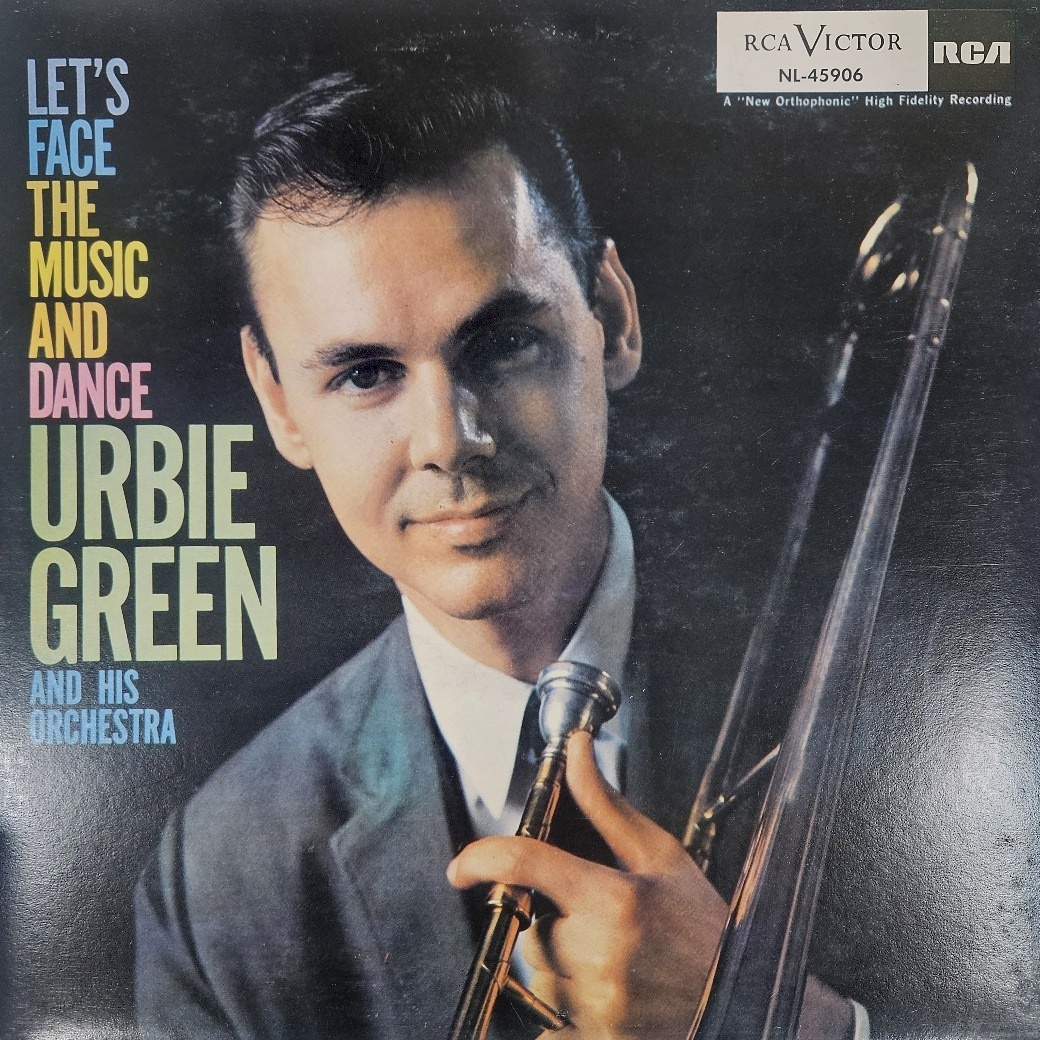 LET'S
FACE
THE
MUSIC
AND
DANCE
URBIE
GREEN
AND HIS
ORCHESTRA
RCA VICTOR
NL-45906
RCA
A "New Orthophonic" High Fidelity Recording